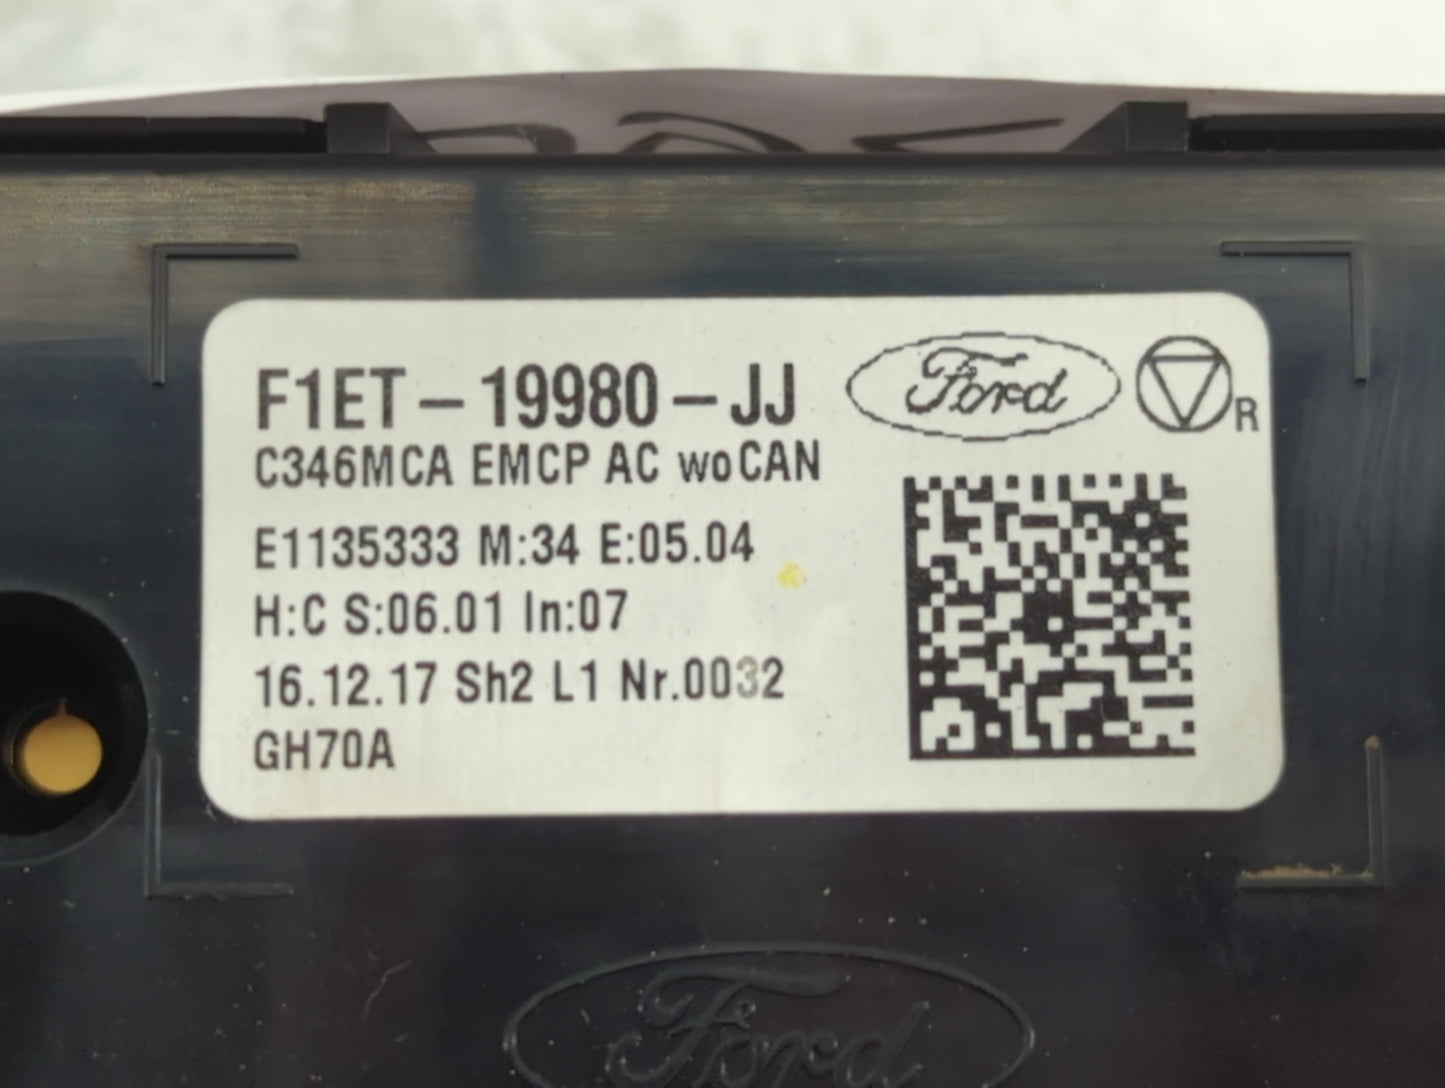 F1ET-19980-JJ
Ford
R
C346MCA EMCP AC woCAN
E1135333 M:34 E:05.04
H:C S:06.01 In:07
16.12.17 Sh2 L1 Nr.0032
GH70A
Ford